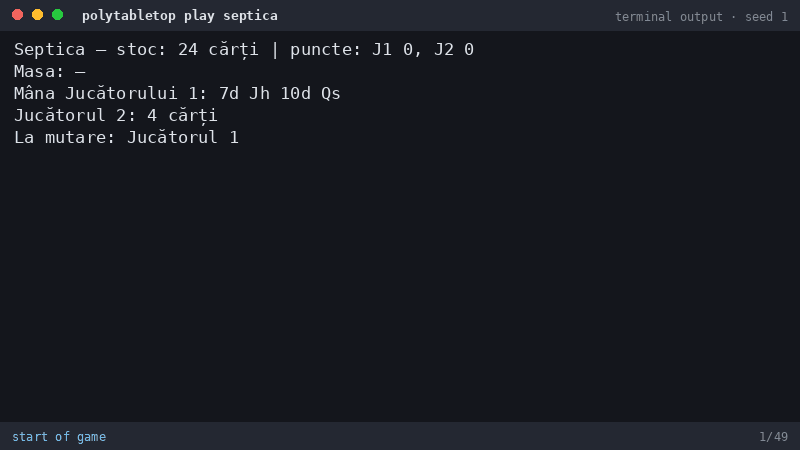 polytabletop play septica
terminal output · seed 1
Septica — stoc: 24 cărți | puncte: J1 0, J2 0
Masa: —
Mâna Jucătorului 1: 7d Jh 10d Qs
Jucătorul 2: 4 cărți
La mutare: Jucătorul 1
start of game
1/49